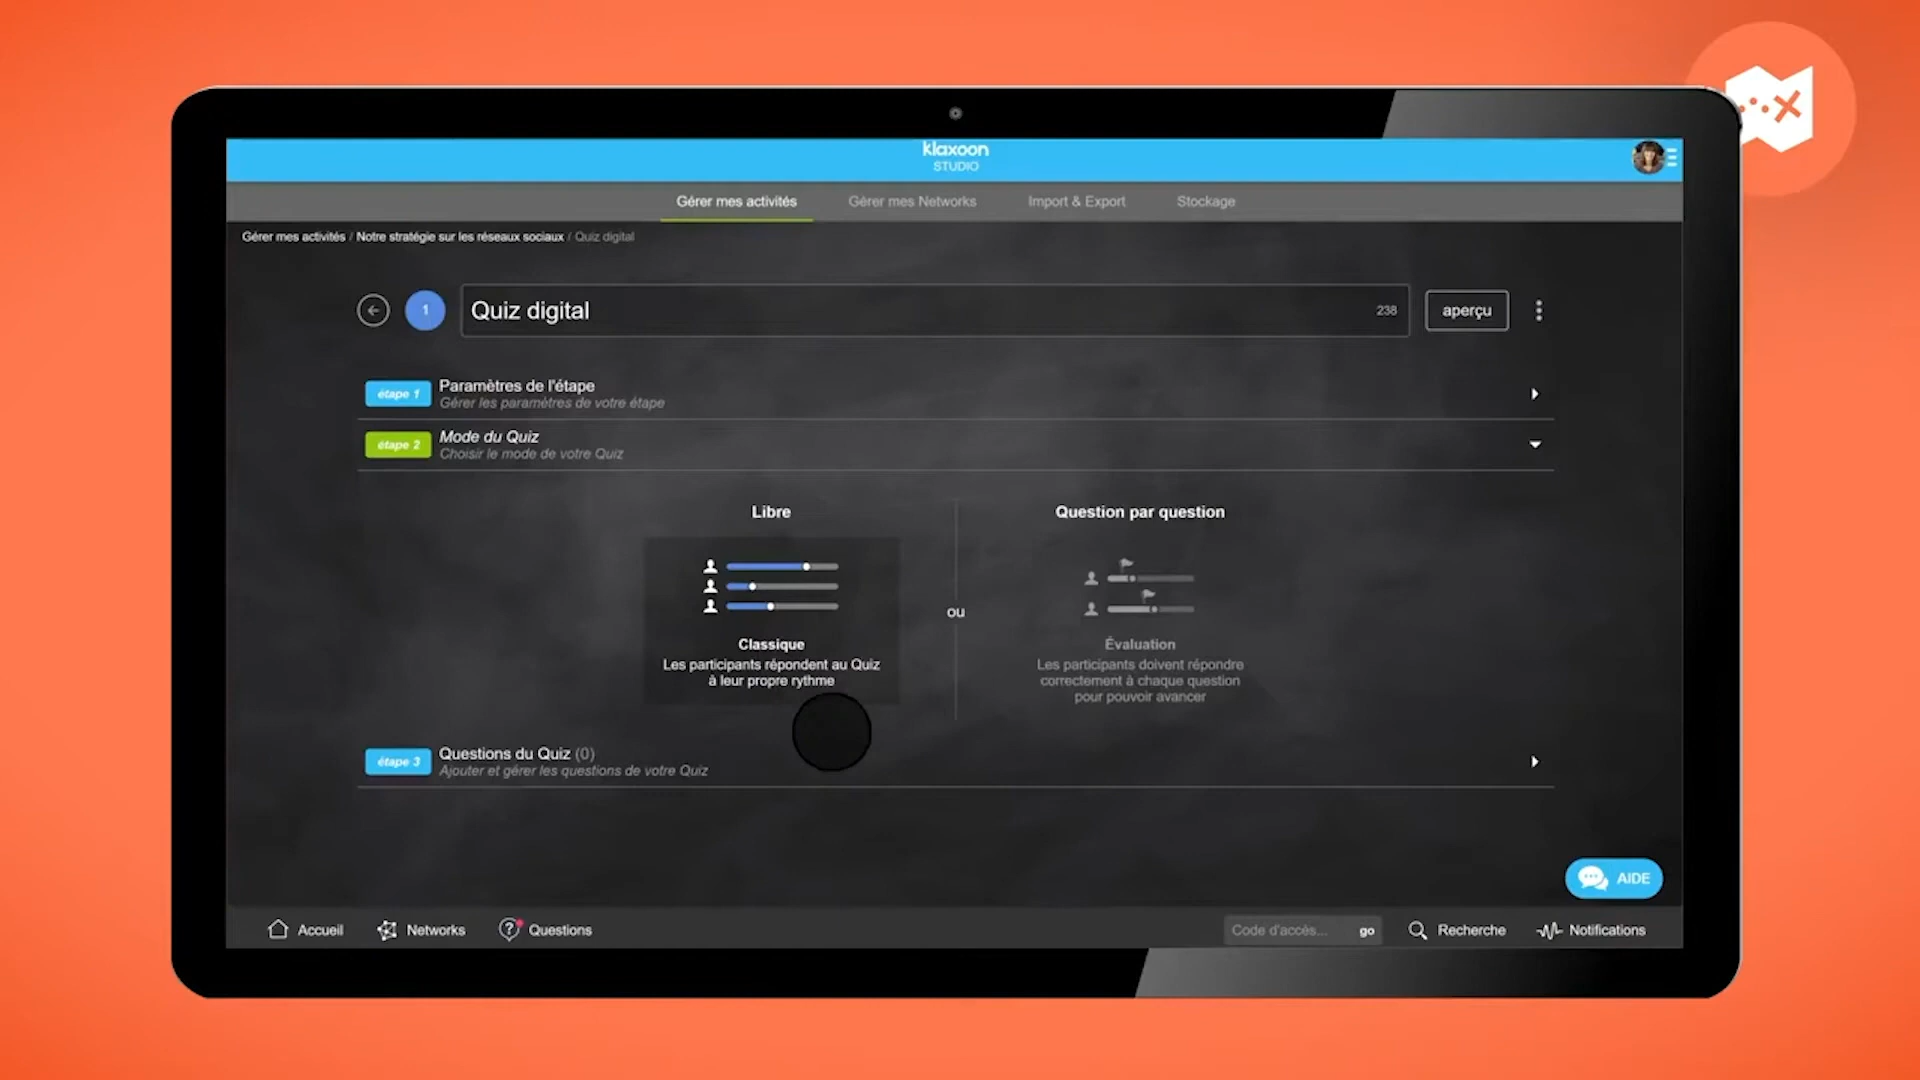 klaxoon
STUDIO
Gérer mes activités
Gérer mes Networks
Import & Export
Stockage
Gérer mes activités / Notre stratégie sur les réseaux sociaux / Quiz digital
1
Quiz digital
238
aperçu
étape 1
Paramètres de l'étape
Gérer les paramètres de votre étape
étape 2
Mode du Quiz
Choisir le mode de votre Quiz
Libre
Classique
Les participants répondent au Quiz
à leur propre rythme
ou
Question par question
Évaluation
Les participants doivent répondre
correctement à chaque question
pour pouvoir avancer
étape 3
Questions du Quiz (0)
Ajouter et gérer les questions de votre Quiz
AIDE
Accueil
Networks
? Questions
Code d'accès...
go
Recherche
Notifications